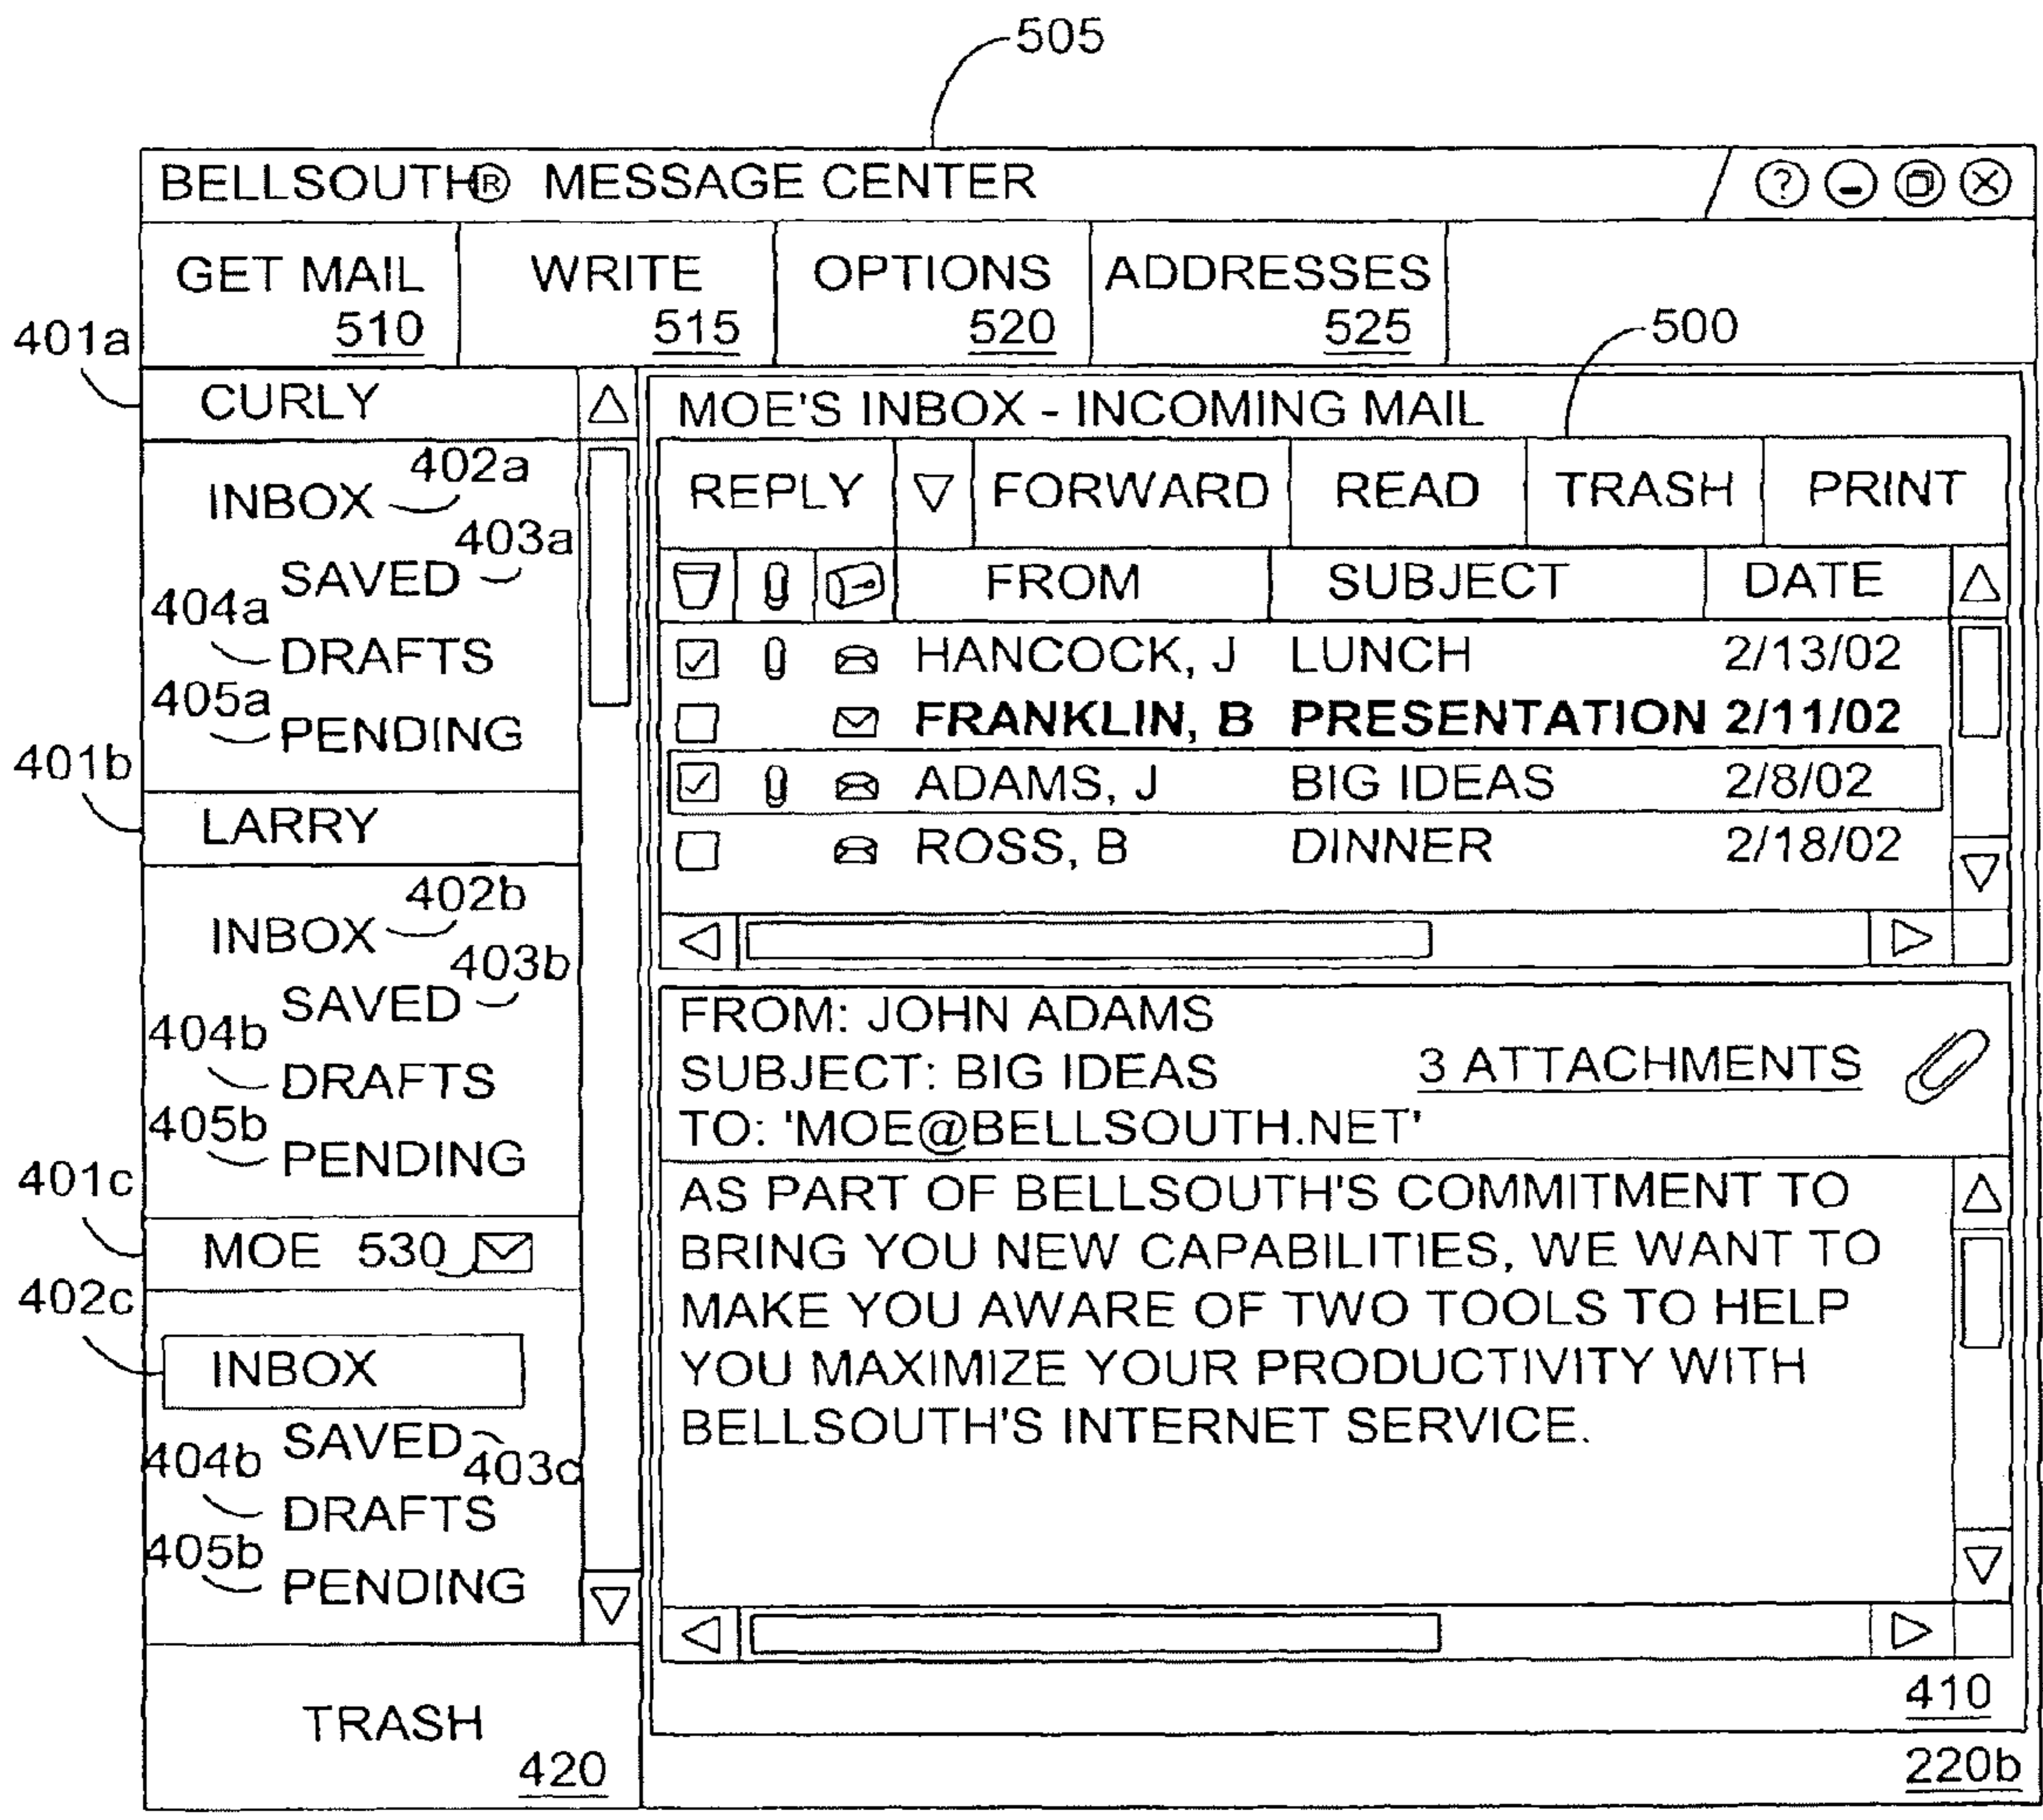 505
BELLSOUTH® MESSAGE CENTER ?
GET MAIL WRITE OPTIONS ADDRESSES
510 515 520 525
401a
500
CURLY
402a
INBOX
403a
SAVED
404a
DRAFTS
405a
PENDING
401b
LARRY
402b
INBOX
403b
SAVED
404b
DRAFTS
405b
PENDING
401c
MOE 530
402c
INBOX
SAVED
404b 403c
DRAFTS
405b
PENDING
TRASH
420
MOE'S INBOX - INCOMING MAIL
REPLY FORWARD READ TRASH PRINT
FROM SUBJECT DATE
HANCOCK, J LUNCH 2/13/02
FRANKLIN, B PRESENTATION 2/11/02
ADAMS, J BIG IDEAS 2/8/02
ROSS, B DINNER 2/18/02
FROM: JOHN ADAMS
SUBJECT: BIG IDEAS 3 ATTACHMENTS
TO: 'MOE@BELLSOUTH.NET'
AS PART OF BELLSOUTH'S COMMITMENT TO
BRING YOU NEW CAPABILITIES, WE WANT TO
MAKE YOU AWARE OF TWO TOOLS TO HELP
YOU MAXIMIZE YOUR PRODUCTIVITY WITH
BELLSOUTH'S INTERNET SERVICE.
410
220b